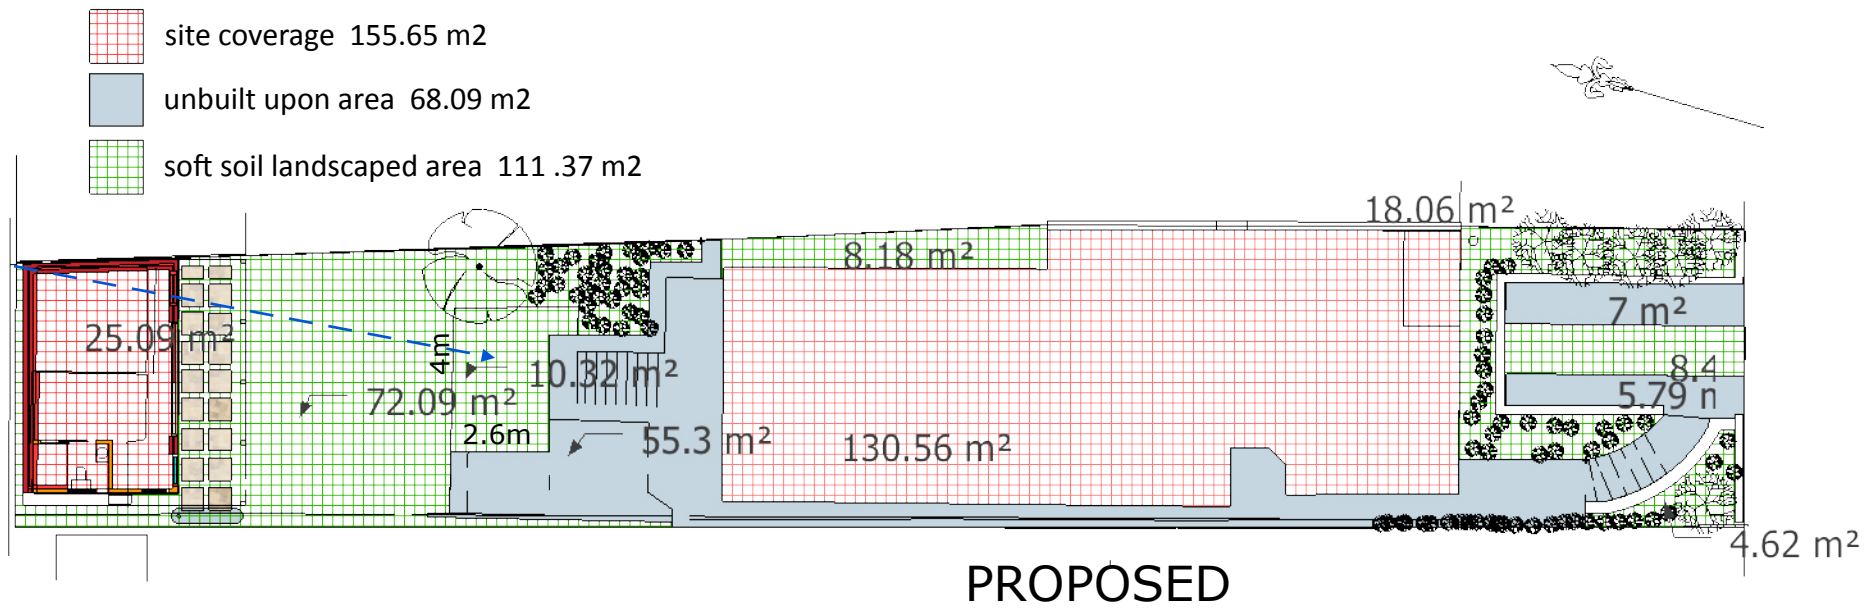 site coverage 155.65 m2
unbuilt upon area 68.09 m2
soft soil landscaped area 111 .37 m2
18.06 m²
8.18 m²
7 m²
25.09 m²
4m
10.32 m²
8.4
72.09 m²
5.79
2.6m
55.3 m²
130.56 m²
4.62 m²
PROPOSED